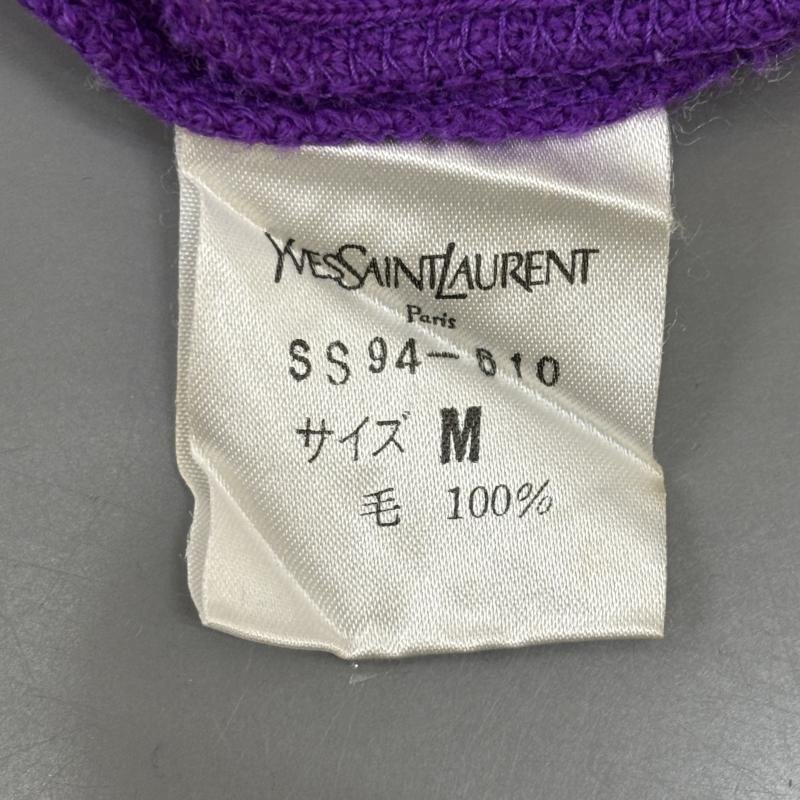 YVESSAINTLAURENT
Paris
SS94-610
サイズ M
毛 100%